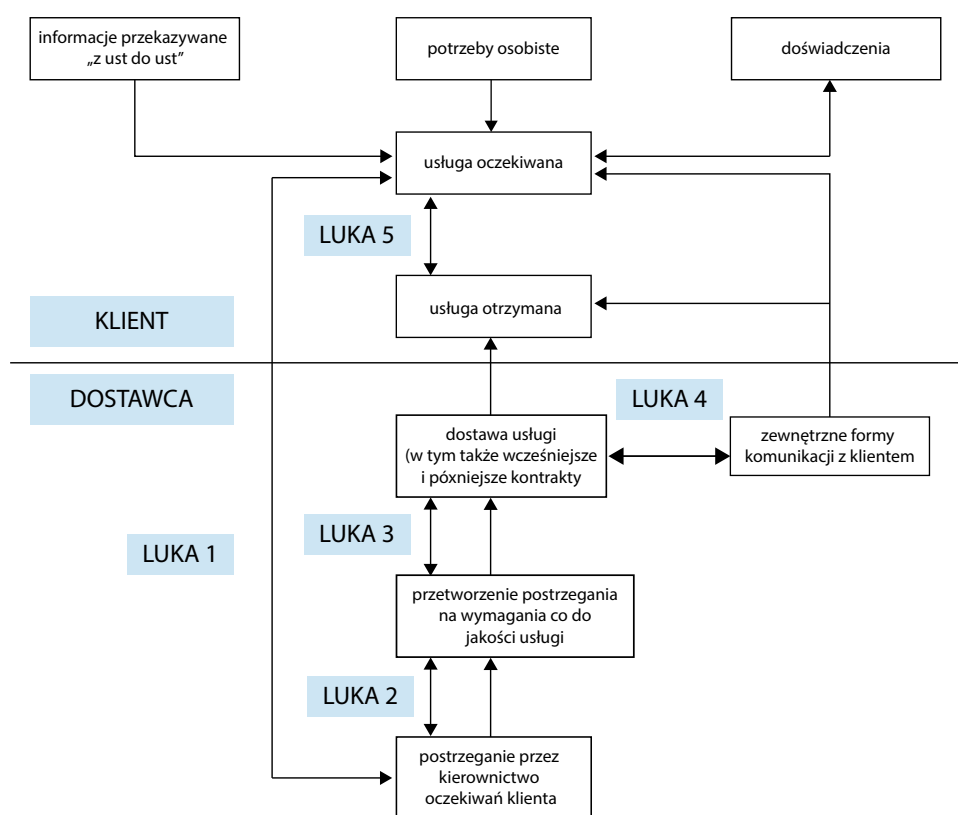 informacje przekazywane
„z ust do ust”
potrzeby osobiste
doświadczenia
usługa oczekiwana
LUKA 5
usługa otrzymana
KLIENT
DOSTAWCA
LUKA 4
dostawa usługi
(w tym także wcześniejsze
i póxniejsze kontrakty
zewnętrzne formy
komunikacji z klientem
LUKA 3
LUKA 1
przetworzenie postrzegania
na wymagania co do
jakości usługi
LUKA 2
postrzeganie przez
kierownictwo
oczekiwań klienta